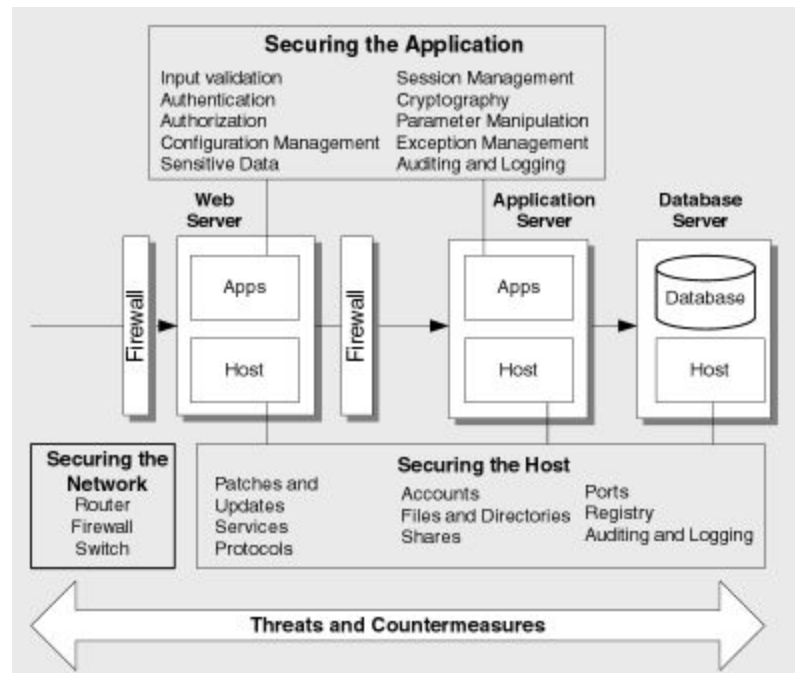 Securing the Application
Input validation
Authentication
Authorization
Configuration Management
Sensitive Data
Session Management
Cryptography
Parameter Manipulation
Exception Management
Auditing and Logging
Web
Server
Application
Server
Database
Server
Firewall
Apps
Host
Firewall
Apps
Host
Database
Host
Securing the
Network
Router
Firewall
Switch
Securing the Host
Patches and
Updates
Services
Protocols
Accounts
Files and Directories
Shares
Ports
Registry
Auditing and Logging
Threats and Countermeasures